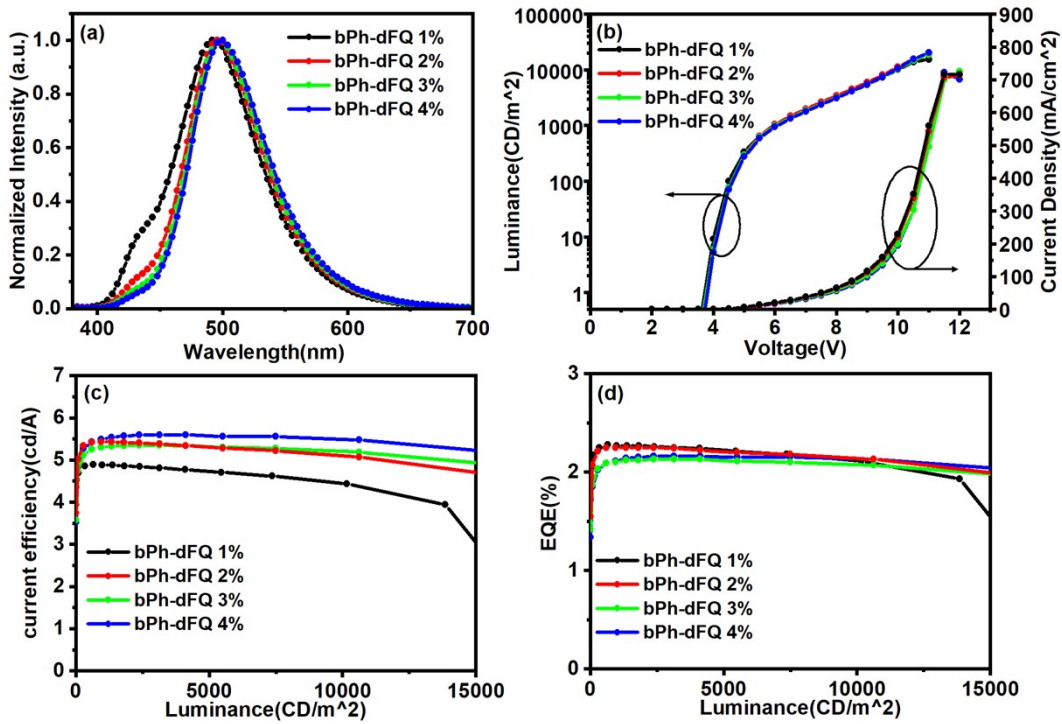 (a)
bPh-dFQ 1%
bPh-dFQ 2%
bPh-dFQ 3%
bPh-dFQ 4%
Normalized Intensity (a.u.)
1.0
0.8
0.6
0.4
0.2
0.0
400 500 600 700
Wavelength(nm)
(b)
bPh-dFQ 1%
bPh-dFQ 2%
bPh-dFQ 3%
bPh-dFQ 4%
Luminance(CD/m^2)
10000
1000
100
10
1
900
800
700
600
500
400
300
200
100
0
Current Density(mA/cm^2)
0 2 4 6 8 10 12
Voltage(V)
(c)
current efficiency(cd/A)
7
6
5
4
3
2
1
0
bPh-dFQ 1%
bPh-dFQ 2%
bPh-dFQ 3%
bPh-dFQ 4%
0 5000 10000 15000
Luminance(CD/m^2)
(d)
EQE(%)
3
2
1
0
bPh-dFQ 1%
bPh-dFQ 2%
bPh-dFQ 3%
bPh-dFQ 4%
0 5000 10000 15000
Luminance(CD/m^2)